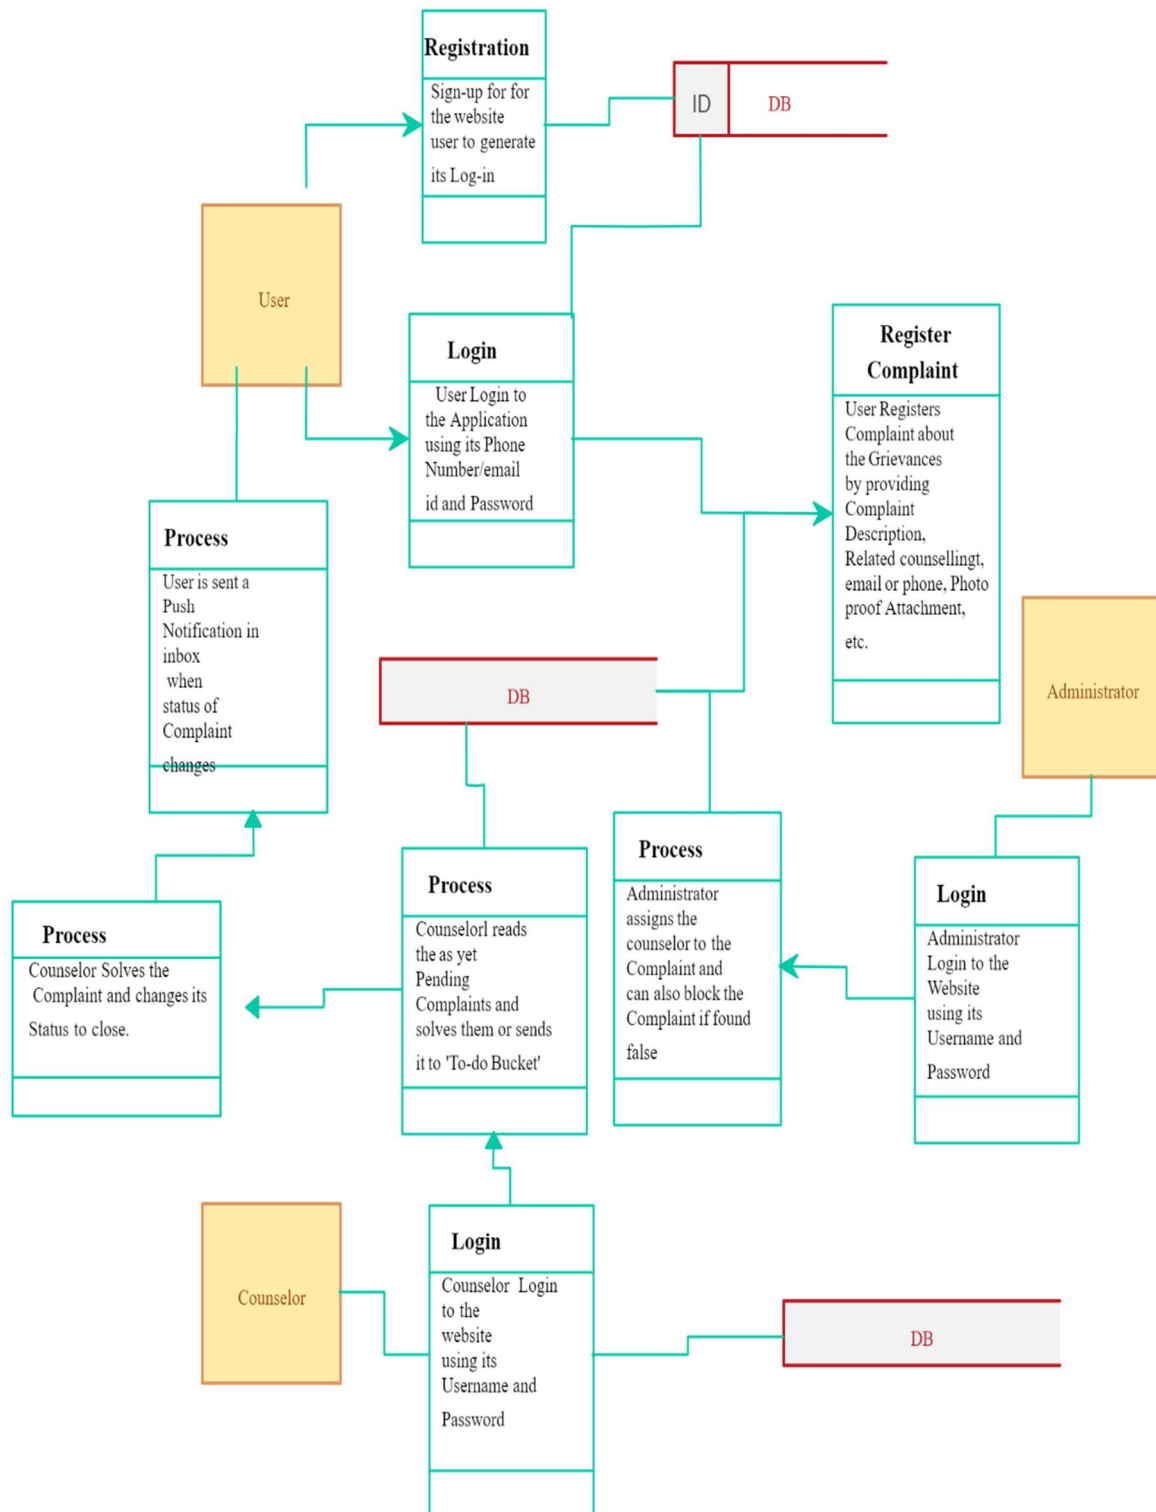 Registration
Sign-up for for
the website
user to generate
its Log-in
ID
DB
User
Login
User Login to
the Application
using its Phone
Number/email
id and Password
Register
Complaint
User Registers
Complaint about
the Grievances
by providing
Complaint
Description,
Related counsellingt,
email or phone, Photo
proof Attachment,
etc.
Process
User is sent a
Push
Notification in
inbox
when
status of
Complaint
changes
DB
Administrator
Process
Counselor Solves the
Complaint and changes its
Status to close.
Process
Counselorl reads
the as yet
Pending
Complaints and
solves them or sends
it to 'To-do Bucket'
Process
Administrator
assigns the
counselor to the
Complaint and
can also block the
Complaint if found
false
Login
Administrator
Login to the
Website
using its
Username and
Password
Counselor
Login
Counselor Login
to the
website
using its
Username and
Password
DB